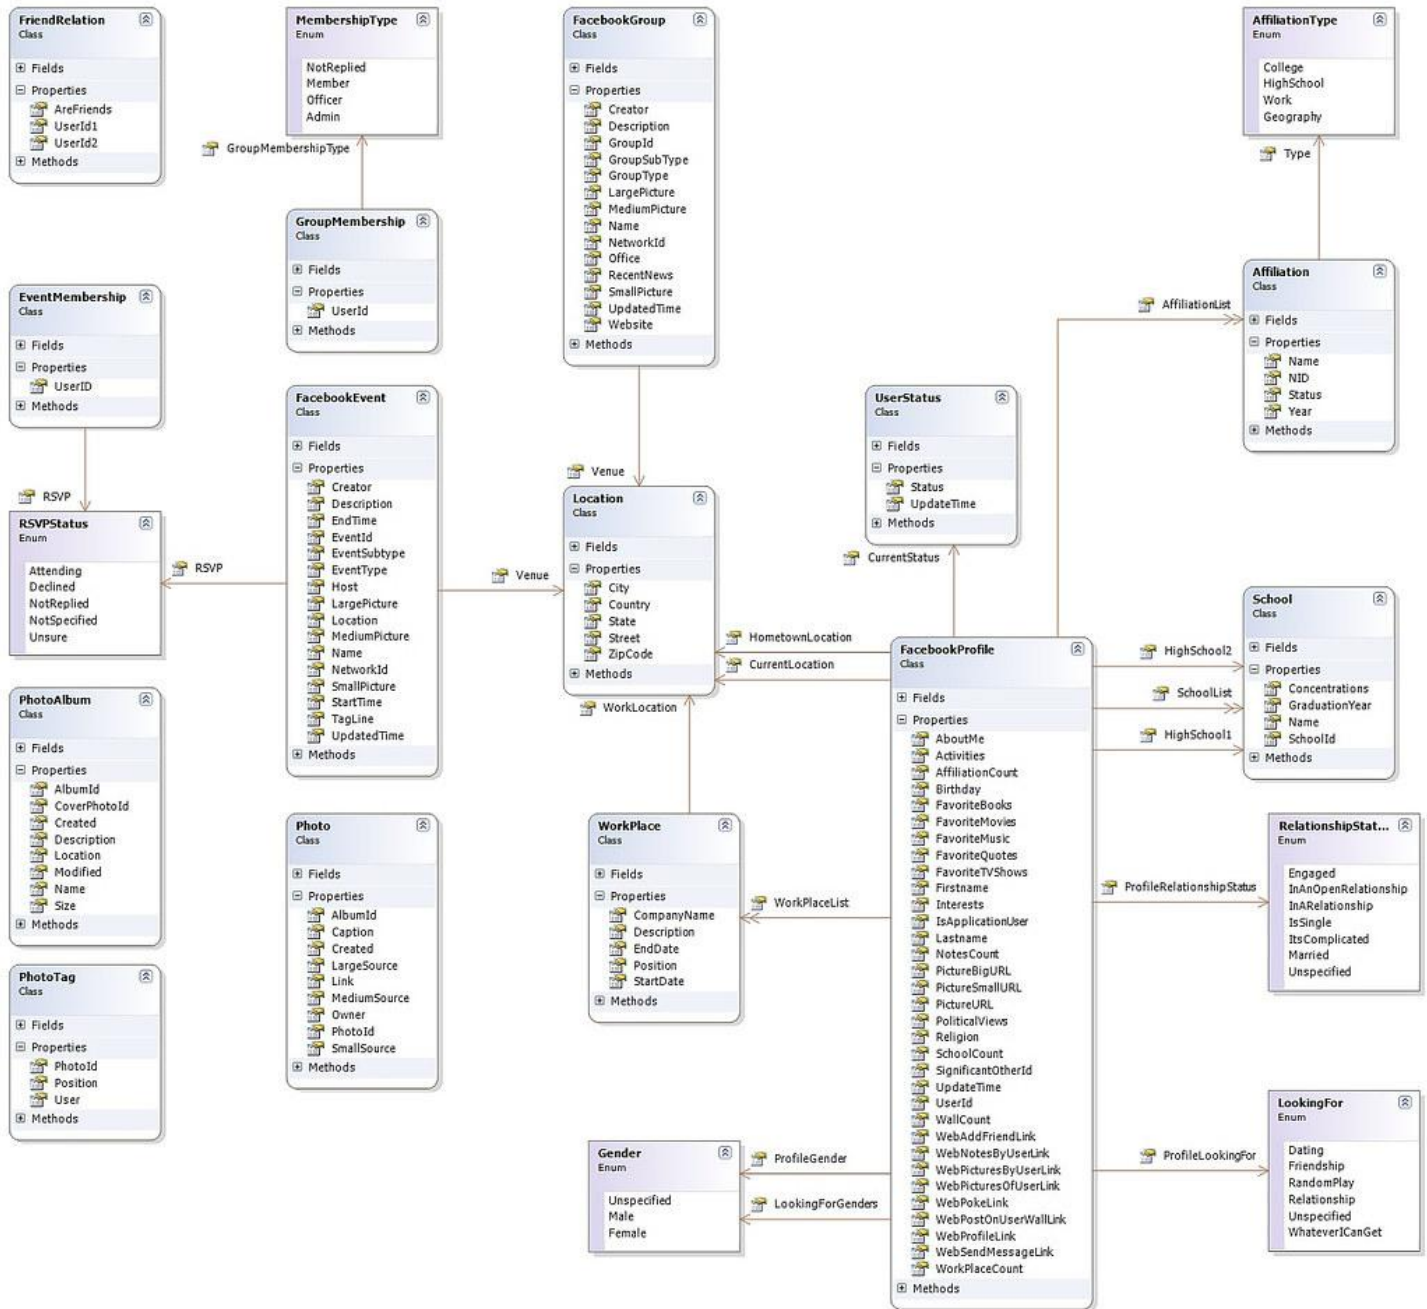 FriendRelation
Class
Fields
Properties
AreFriends
UserId1
UserId2
Methods
MembershipType
Enum
NotReplied
Member
Officer
Admin
GroupMembershipType
GroupMembership
Class
Fields
Properties
UserId
Methods
FacebookGroup
Class
Fields
Properties
Creator
Description
GroupId
GroupSubType
GroupType
LargePicture
MediumPicture
Name
NetworkId
Office
RecentNews
SmallPicture
UpdatedTime
Website
Methods
AffiliationType
Enum
College
HighSchool
Work
Geography
Type
Affiliation
Class
Fields
Properties
Name
NID
Status
Year
Methods
AffiliationList
EventMembership
Class
Fields
Properties
UserID
Methods
RSVP
RSVPStatus
Enum
Attending
Declined
NotReplied
NotSpecified
Unsure
RSVP
FacebookEvent
Class
Fields
Properties
Creator
Description
EndTime
EventId
EventSubtype
EventType
Host
LargePicture
Location
MediumPicture
Name
NetworkId
SmallPicture
StartTime
TagLine
UpdatedTime
Methods
Venue
Venue
Location
Class
Fields
Properties
City
Country
State
Street
ZipCode
Methods
UserStatus
Class
Fields
Properties
Status
UpdateTime
Methods
CurrentStatus
HometownLocation
CurrentLocation
WorkLocation
School
Class
Fields
Properties
Concentrations
GraduationYear
Name
SchoolId
Methods
HighSchool2
SchoolList
HighSchool1
PhotoAlbum
Class
Fields
Properties
AlbumId
CoverPhotoId
Created
Description
Location
Modified
Name
Size
Methods
Photo
Class
Fields
Properties
AlbumId
Caption
Created
LargeSource
Link
MediumSource
Owner
PhotoId
SmallSource
Methods
WorkPlace
Class
Fields
Properties
CompanyName
Description
EndDate
Position
StartDate
Methods
WorkPlaceList
FacebookProfile
Class
Fields
Properties
AboutMe
Activities
AffiliationCount
Birthday
FavoriteBooks
FavoriteMovies
FavoriteMusic
FavoriteQuotes
FavoriteTVShows
Firstname
Interests
IsApplicationUser
Lastname
NotesCount
PictureBigURL
PictureSmallURL
PictureURL
PoliticalViews
Religion
SchoolCount
SignificantOtherId
UpdateTime
UserId
WallCount
WebAddFriendLink
WebNotesByUserLink
WebPicturesByUserLink
WebPicturesOfUserLink
WebPokeLink
WebPostOnUserWallLink
WebProfileLink
WebSendMessageLink
WorkPlaceCount
Methods
ProfileRelationshipStatus
RelationshipStat...
Enum
Engaged
InAnOpenRelationship
InARelationship
IsSingle
ItsComplicated
Married
Unspecified
PhotoTag
Class
Fields
Properties
PhotoId
Position
User
Methods
Gender
Enum
Unspecified
Male
Female
ProfileGender
LookingForGenders
ProfileLookingFor
LookingFor
Enum
Dating
Friendship
RandomPlay
Relationship
Unspecified
WhateverICanGet